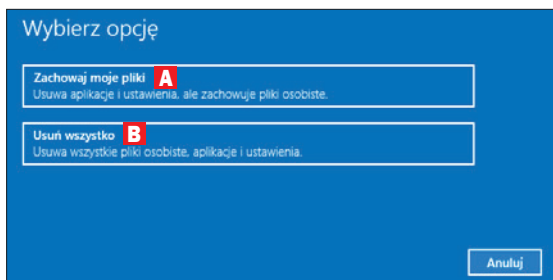 Wybierz opcję
Zachowaj moje pliki A
Usuwa aplikacje i ustawienia, ale zachowuje pliki osobiste.
Usuń wszystko B
Usuwa wszystkie pliki osobiste, aplikacje i ustawienia.
Anuluj